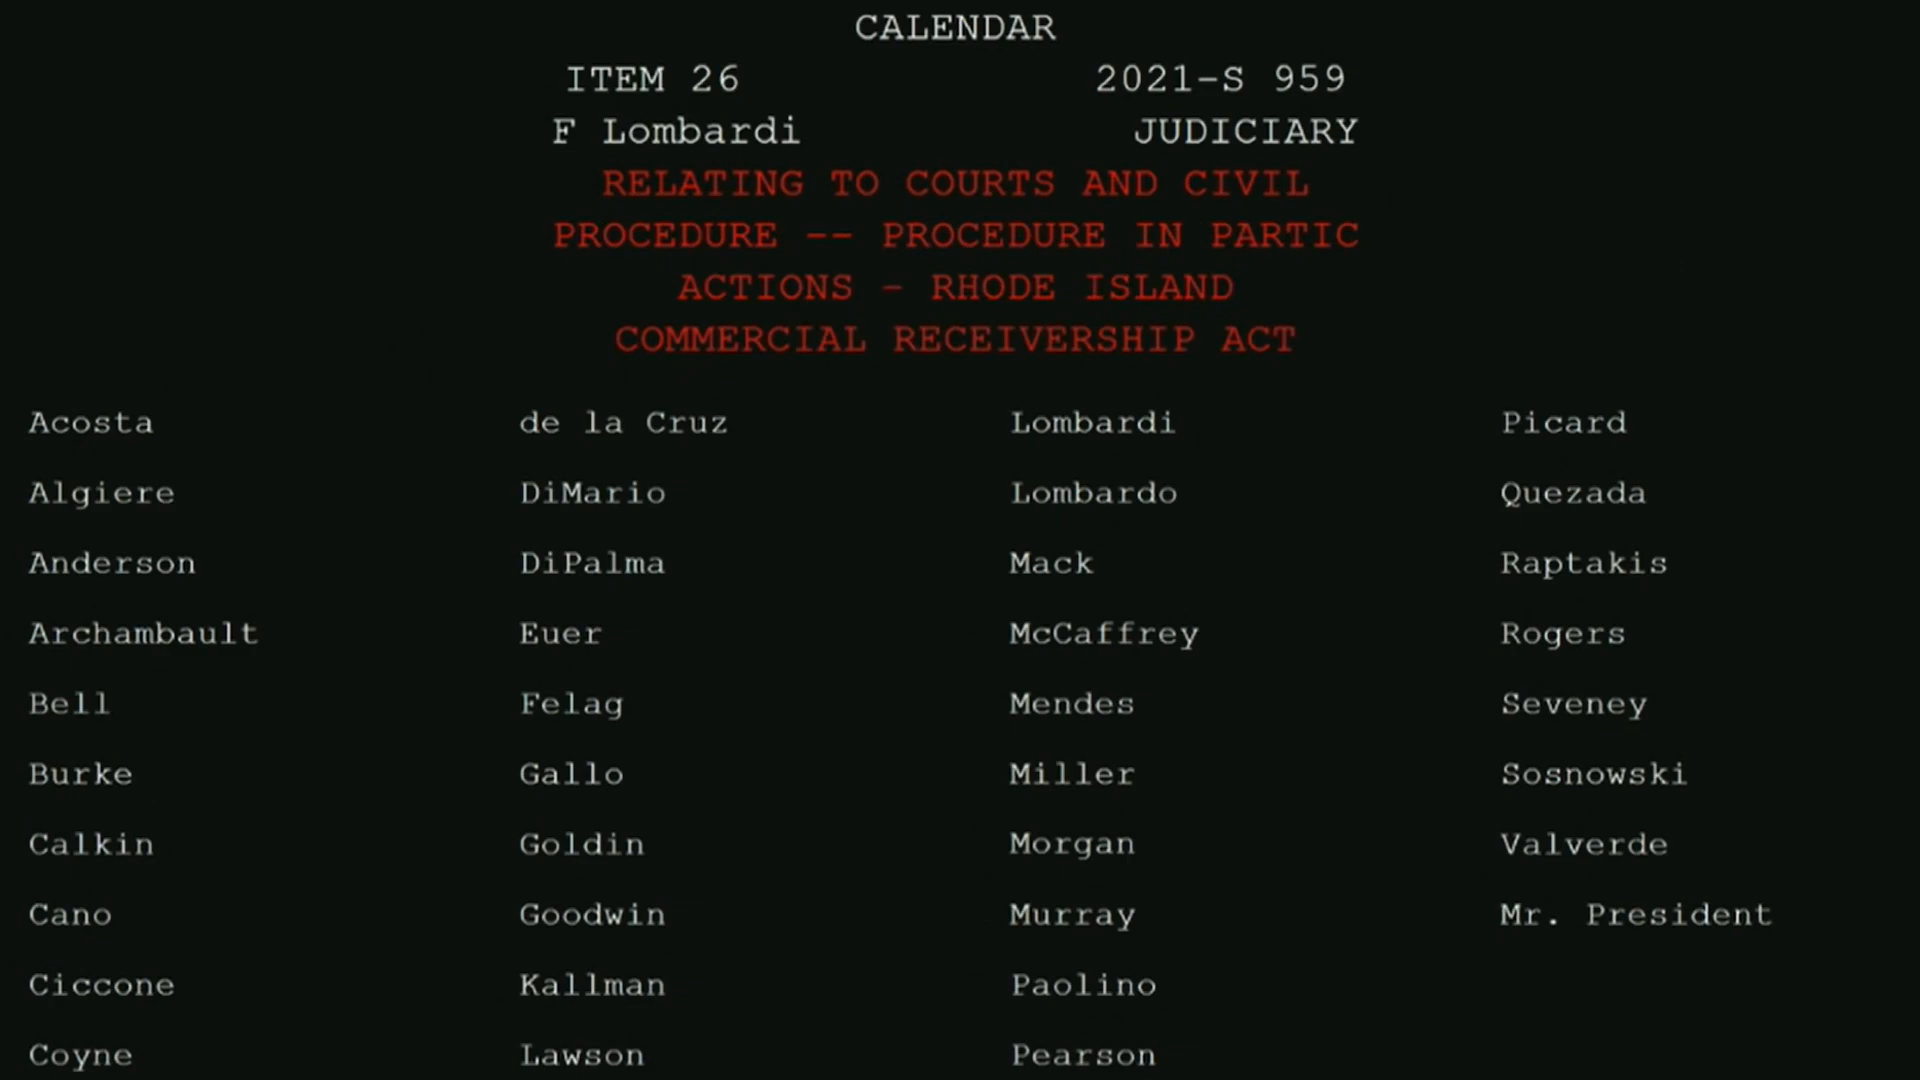 CALENDAR
ITEM 26 2021-S 959
F Lombardi JUDICIARY
RELATING TO COURTS AND CIVIL
PROCEDURE -- PROCEDURE IN PARTIC
ACTIONS - RHODE ISLAND
COMMERCIAL RECEIVERSHIP ACT
Acosta de la Cruz Lombardi Picard
Algiere DiMario Lombardo Quezada
Anderson DiPalma Mack Raptakis
Archambault Euer McCaffrey Rogers
Bell Felag Mendes Seveney
Burke Gallo Miller Sosnowski
Calkin Goldin Morgan Valverde
Cano Goodwin Murray Mr. President
Ciccone Kallman Paolino
Coyne Lawson Pearson